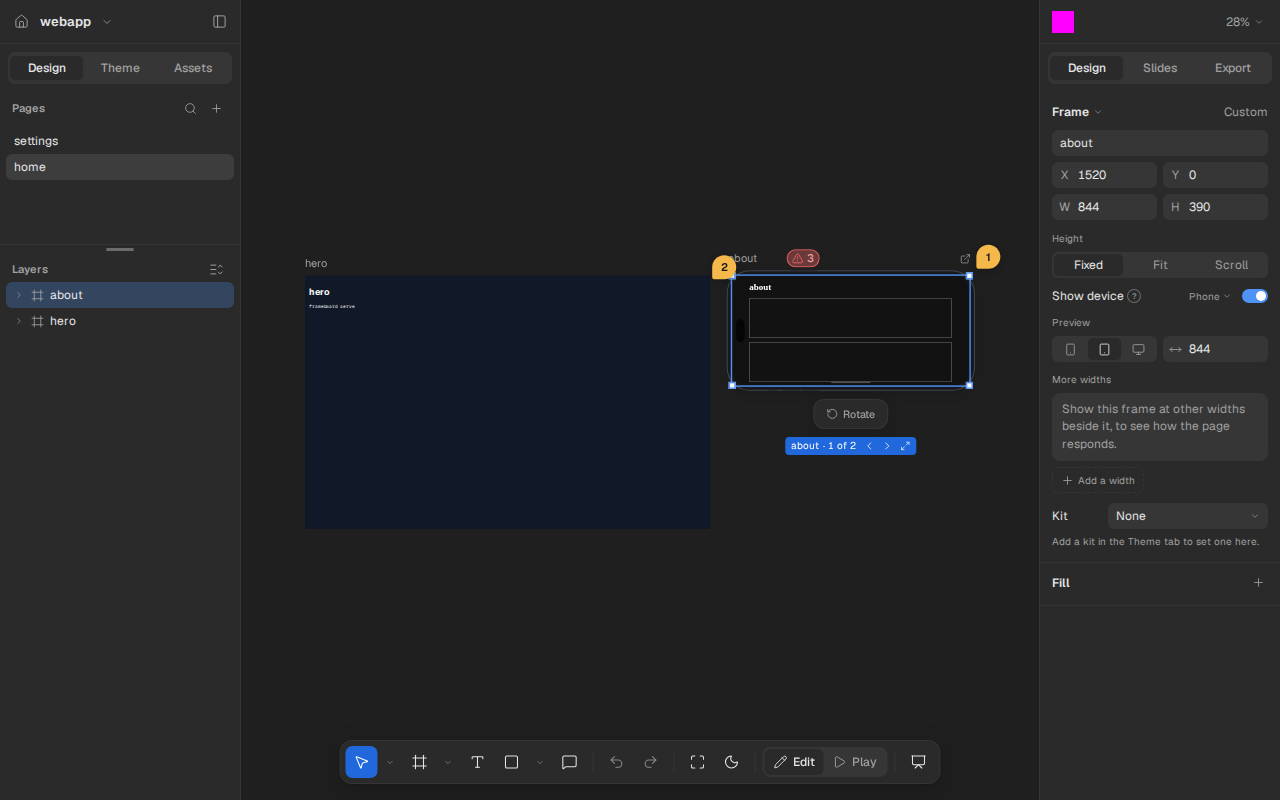 webapp
Design
Theme
Assets
Pages
settings
home
Layers
about
hero
hero
hero
framemord serve
about
3
1
2
about
Rotate
about - 1 of 2
Edit
Play
28%
Design
Slides
Export
Frame
Custom
about
X 1520
Y 0
W 844
H 390
Height
Fixed
Fit
Scroll
Show device ?
Phone
Preview
844
More widths
Show this frame at other widths
beside it, to see how the page
responds.
Add a width
Kit
None
Add a kit in the Theme tab to set one here.
Fill